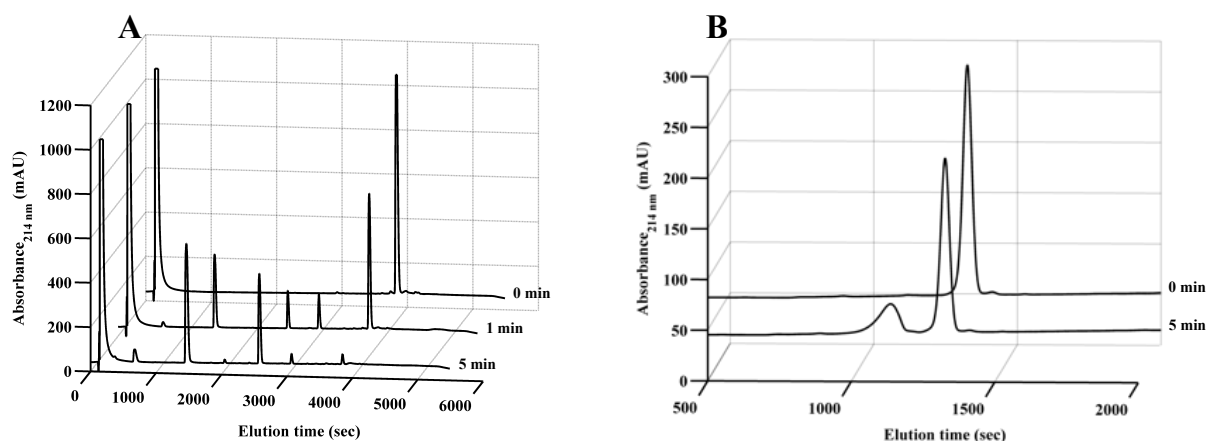 A
1200
1000
800
600
400
200
0
Absorbance214 nm (mAU)
0 min
1 min
5 min
0 1000 2000 3000 4000 5000 6000
Elution time (sec)
B
300
250
200
150
100
50
0
Absorbance214 nm (mAU)
0 min
5 min
500 1000 1500 2000
Elution time (sec)